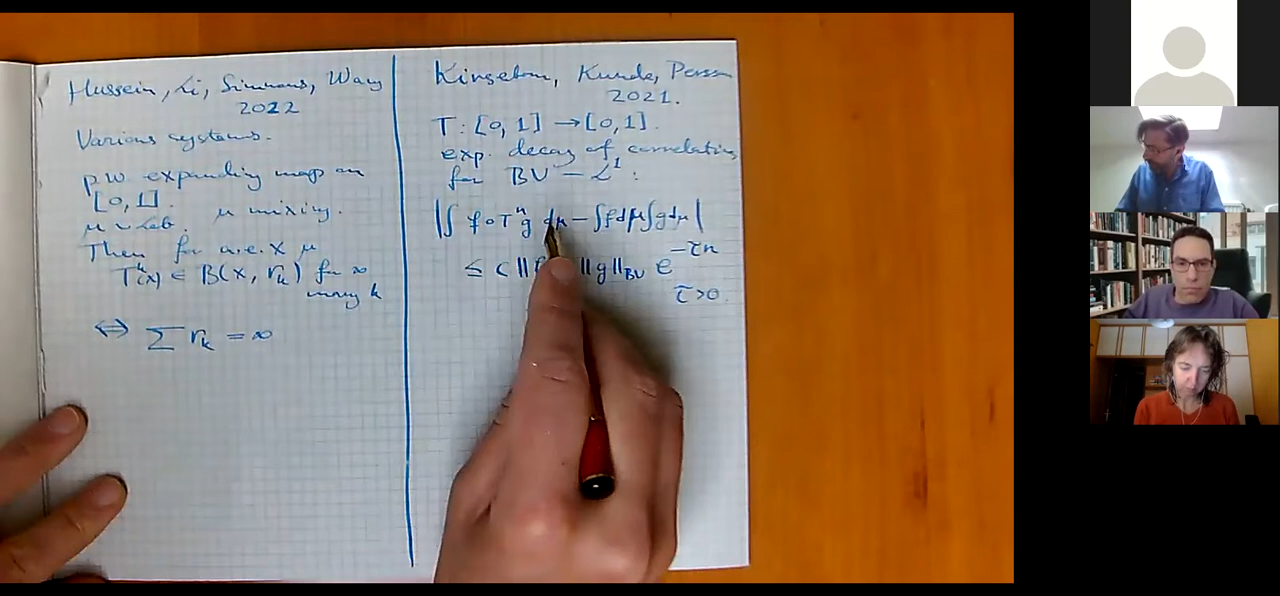 Hussein, Li, Simmons, Wang
2022
Various systems.
p.w expanding map on
[0,1].
μ ~ Leb. μ mixing.
Then for a.e. x μ
T^k(x) ∈ B(x, r_k) for ∞
many k
⟺ ∑ r_k = ∞
Kirsebom, Kunde, Persson
2021.
T : [0,1] → [0,1].
exp. decay of correlation
for BV − L^1 :
|∫ f∘T^n g dμ − ∫f dμ ∫g dμ|
≤ C || || g ||_BV e^{-τn}
τ > 0.